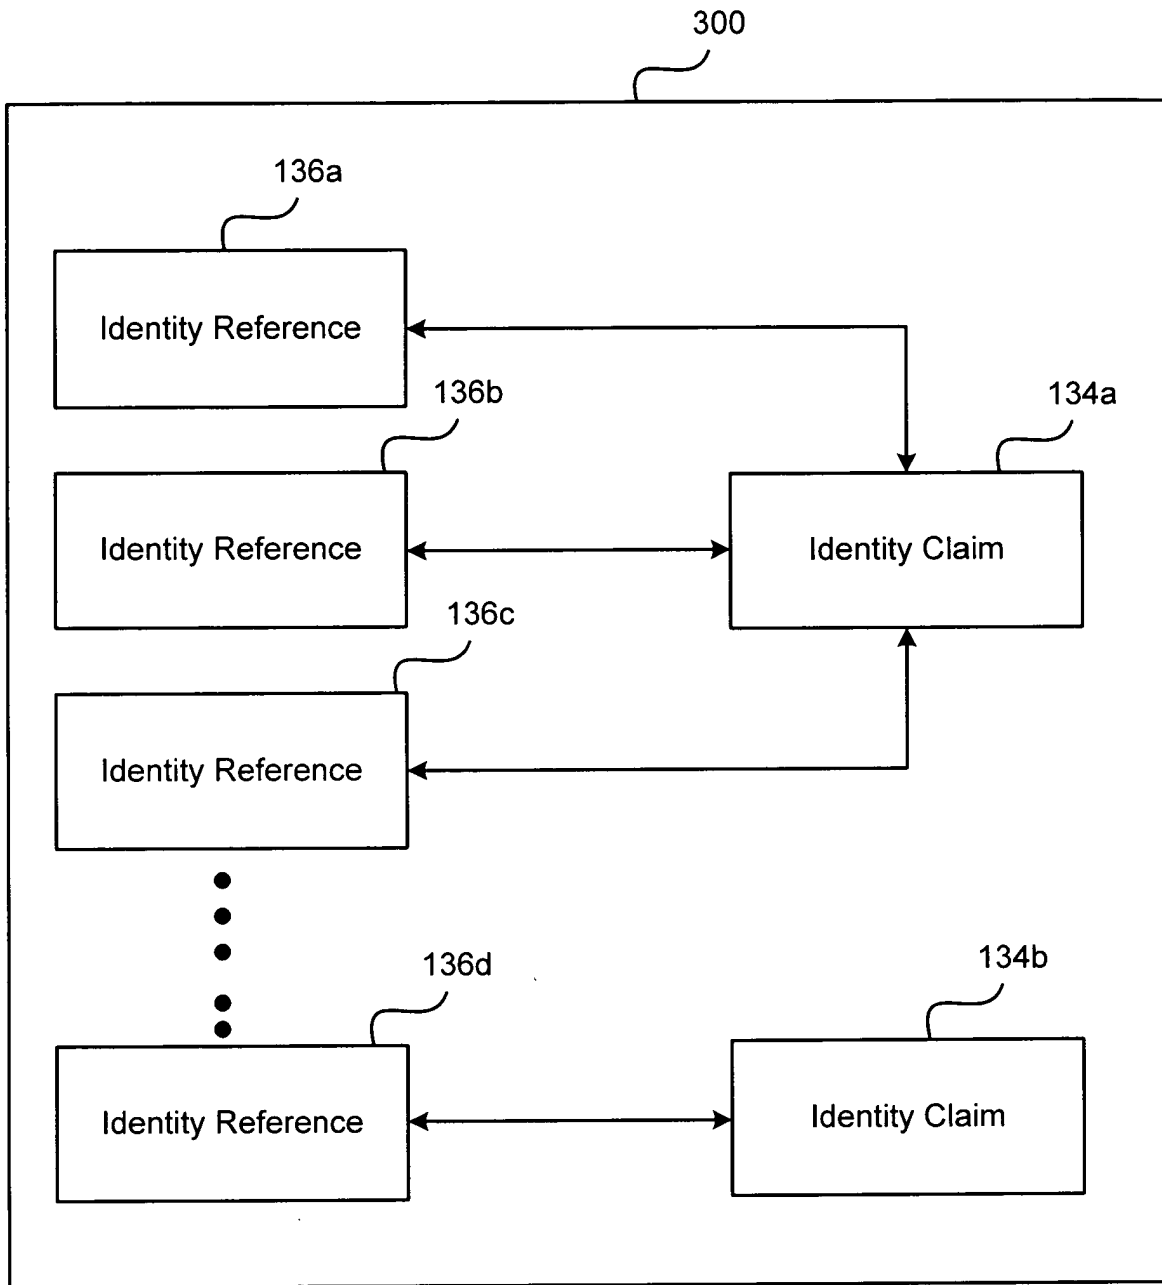 300
136a
Identity Reference
136b
134a
Identity Reference
Identity Claim
136c
Identity Reference
136d
134b
Identity Reference
Identity Claim